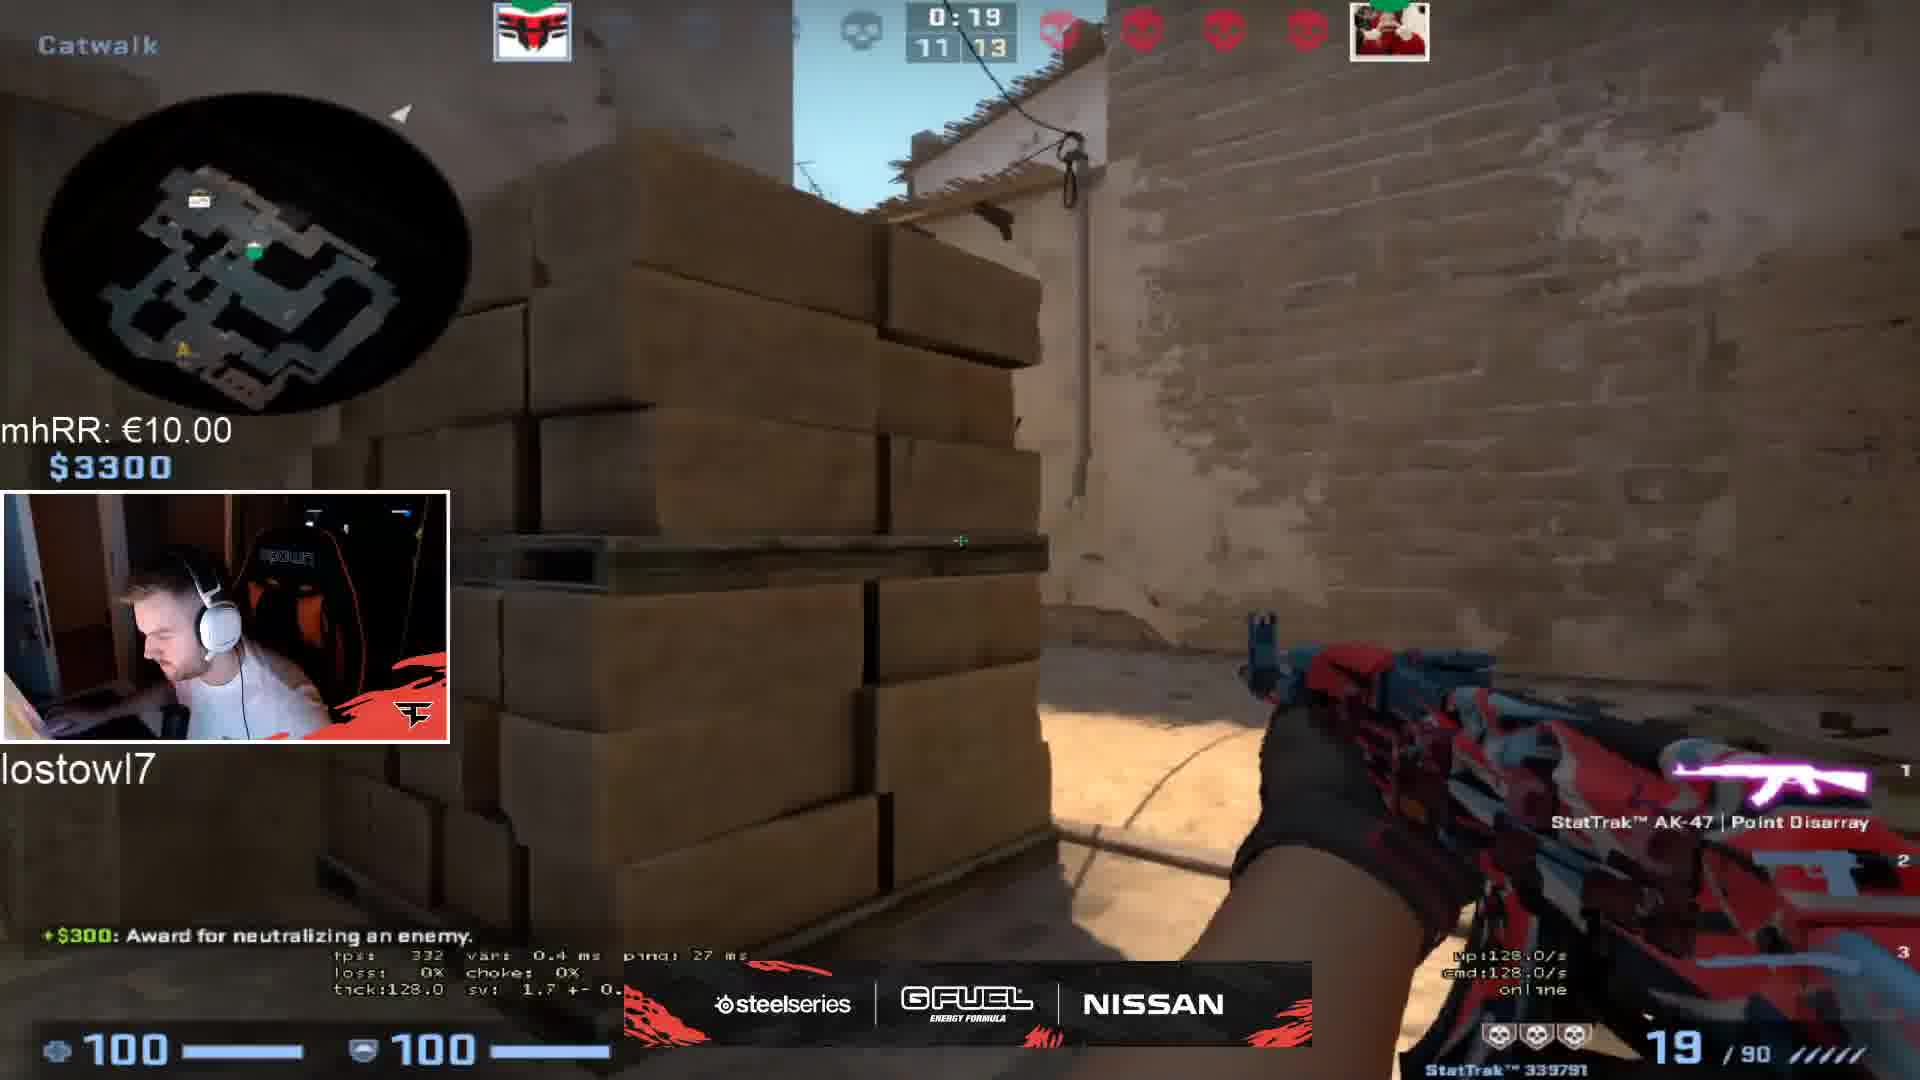 Catwalk
0:19
11 13
A
mhRR: €10.00
$3300
lostowl7
StatTrak™ AK-47 | Point Disarray
1
2
3
+$300: Award for neutralizing an enemy.
fps: 332 var: 0.4 ms ping: 27 ms
loss: 0% choke: 0%
tick:128.0 sv: 1.7 +- 0.
up:128.0/s
cmd:128.0/s
online
steelseries
GFUEL
ENERGY FORMULA
NISSAN
100
100
19 / 90
StatTrak™ 339791